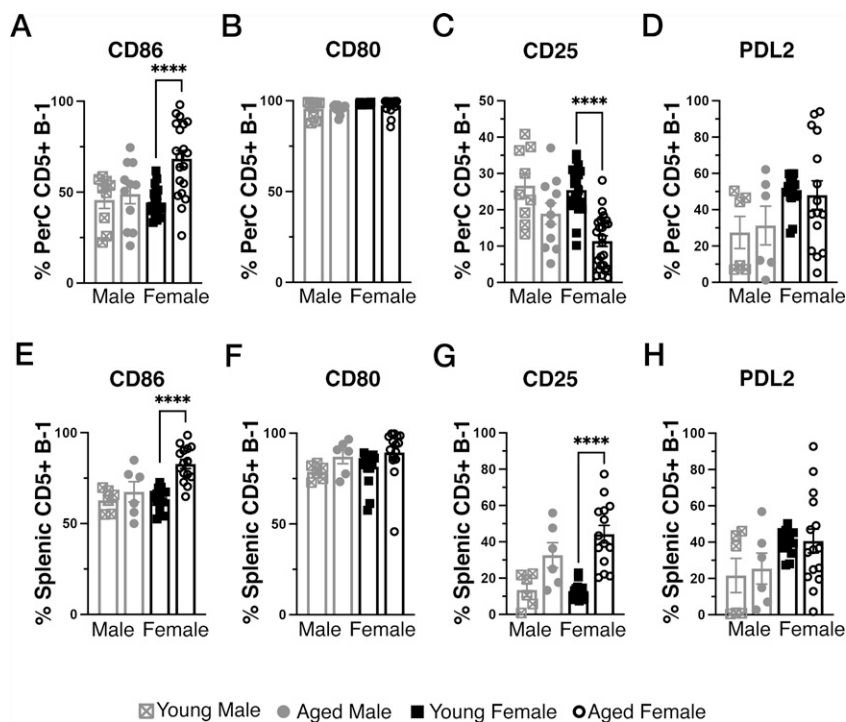 A B C D
CD86 CD80 CD25 PDL2
**** ****
% PerC CD5+ B-1 % PerC CD5+ B-1 % PerC CD5+ B-1 % PerC CD5+ B-1
100 100 50 100
40 80
30 60
50 50
20 40
10 20
0 0 0 0
Male Female Male Female Male Female Male Female
E F G H
CD86 CD80 CD25 PDL2
**** ****
% Splenic CD5+ B-1 % Splenic CD5+ B-1 % Splenic CD5+ B-1 % Splenic CD5+ B-1
100 100 100 100
80 80
60 60
50 50
40 40
20 20
0 0 0 0
Male Female Male Female Male Female Male Female
Young Male Aged Male Young Female Aged Female